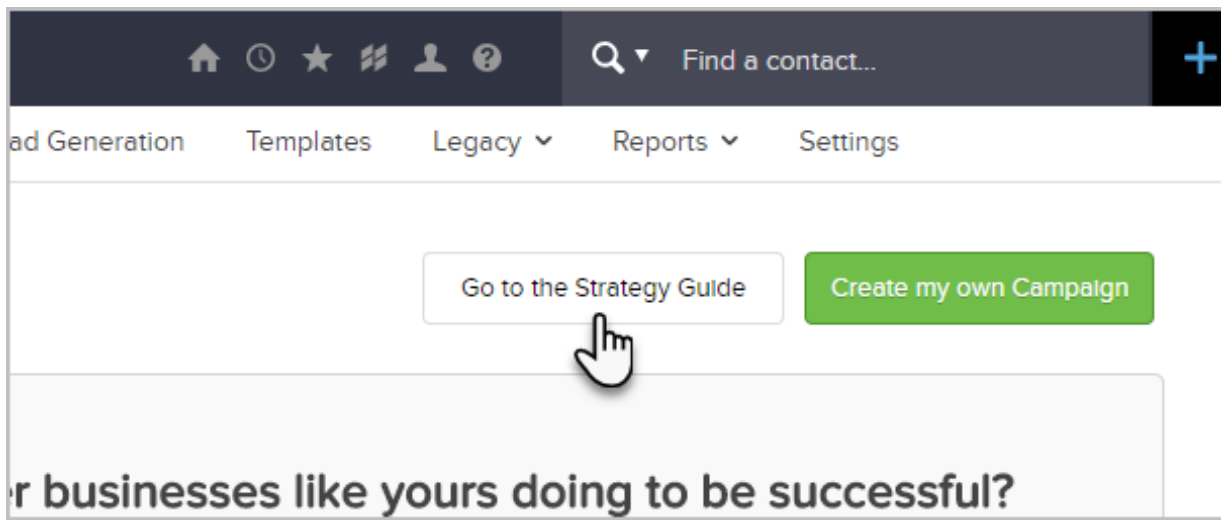 Find a contact...
ad Generation Templates Legacy Reports Settings
Go to the Strategy Guide Create my own Campaign
r businesses like yours doing to be successful?